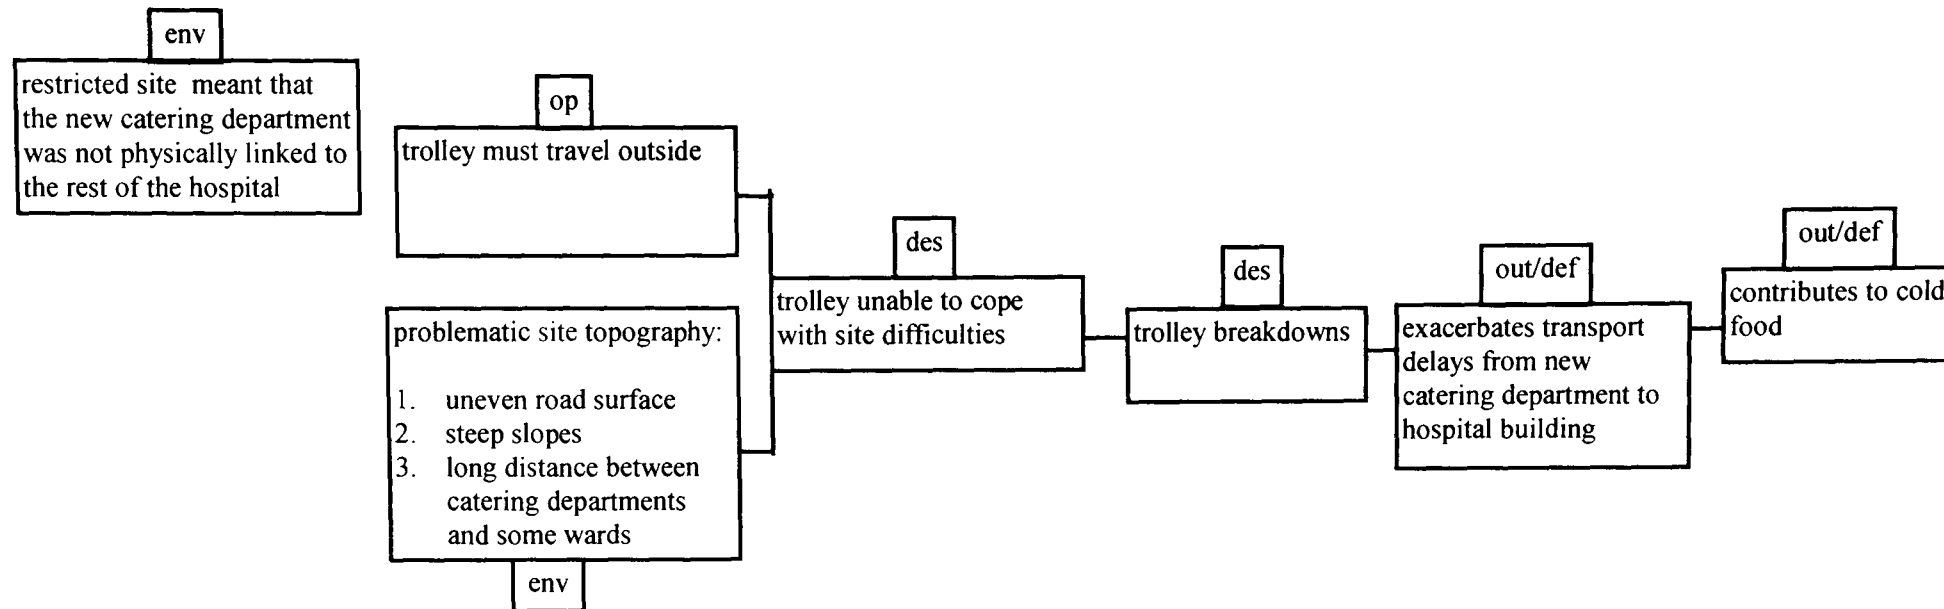 env
restricted site meant that
the new catering department
was not physically linked to
the rest of the hospital
op
trolley must travel outside
problematic site topography:
1. uneven road surface
2. steep slopes
3. long distance between
catering departments
and some wards
env
des
trolley unable to cope
with site difficulties
des
trolley breakdowns
out/def
exacerbates transport
delays from new
catering department to
hospital building
out/def
contributes to cold
food